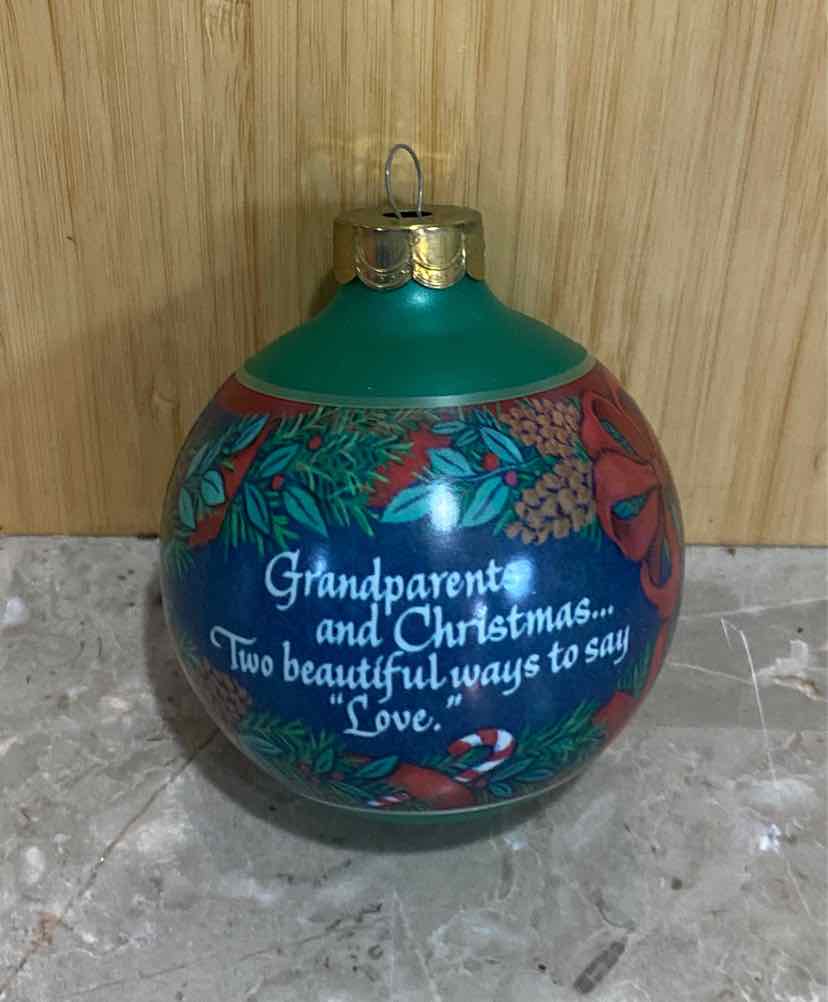 Grandparents
and Christmas...
Two beautiful ways to say
“Love.”